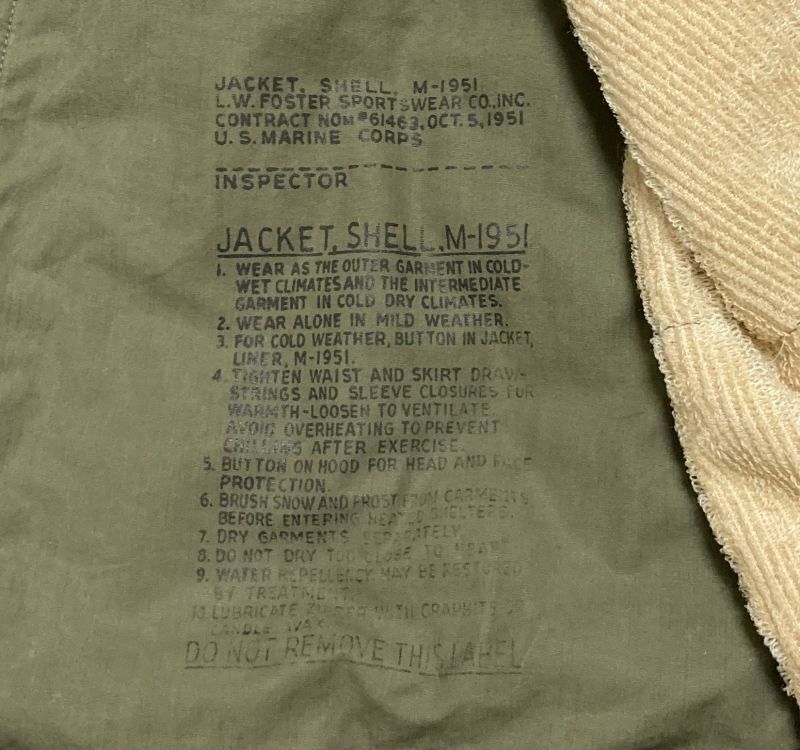 JACKET, SHELL, M-1951
L.W. FOSTER SPORTSWEAR CO., INC.
CONTRACT NOM #61463, OCT. 5, 1951
U.S. MARINE CORPS
INSPECTOR
JACKET, SHELL, M-1951
1. WEAR AS THE OUTER GARMENT IN COLD-
WET CLIMATES AND THE INTERMEDIATE
GARMENT IN COLD DRY CLIMATES.
2. WEAR ALONE IN MILD WEATHER.
3. FOR COLD WEATHER, BUTTON IN JACKET,
LINER, M-1951.
4. TIGHTEN WAIST AND SKIRT DRAW-
STRINGS AND SLEEVE CLOSURES FOR
WARMTH-LOOSEN TO VENTILATE.
AVOID OVERHEATING TO PREVENT
CHILLING AFTER EXERCISE.
5. BUTTON ON HOOD FOR HEAD AND FACE
PROTECTION.
6. BRUSH SNOW AND FROST FROM GARMENTS
BEFORE ENTERING HEATED SHELTERS.
7. DRY GARMENTS SEPARATELY.
8. DO NOT DRY TOO CLOSE TO HEAT.
9. WATER REPELLENCY MAY BE RESTORED
BY TREATMENT.
10. LUBRICATE ZIPPER WITH GRAPHITE OR
CANDLE WAX.
DO NOT REMOVE THIS LABEL